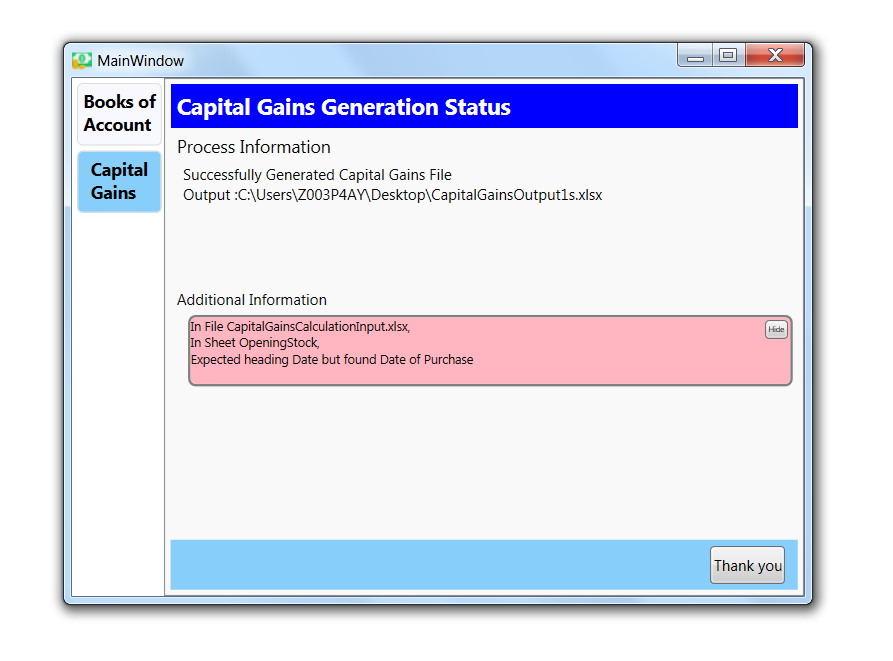 MainWindow
Books of
Account
Capital
Gains
Capital Gains Generation Status
Process Information
Successfully Generated Capital Gains File
Output :C:\Users\Z003P4AY\Desktop\CapitalGainsOutput1s.xlsx
Additional Information
In File CapitalGainsCalculationInput.xlsx,
Hide
In Sheet OpeningStock,
Expected heading Date but found Date of Purchase
Thank you